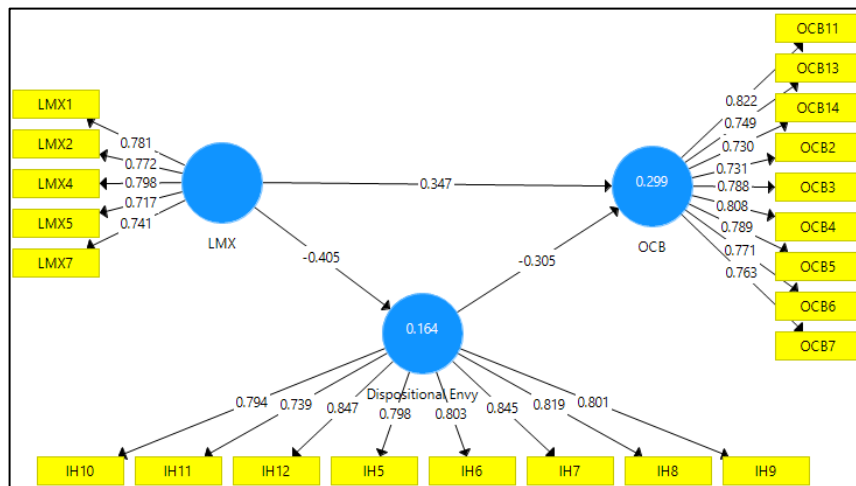 OCB11
OCB13
LMX1
0.822
OCB14
0.781
0.749
LMX2
0.730
0.772
0.731
OCB2
LMX4
0.798
0.347
0.299
0.788
OCB3
0.717
0.808
LMX5
0.741
0.789
OCB4
LMX
OCB
0.771
LMX7
-0.405
-0.305
0.763
OCB5
OCB6
0.164
OCB7
Dispositional Envy
0.794
0.739
0.847
0.798
0.803
0.845
0.819
0.801
IH10
IH11
IH12
IH5
IH6
IH7
IH8
IH9